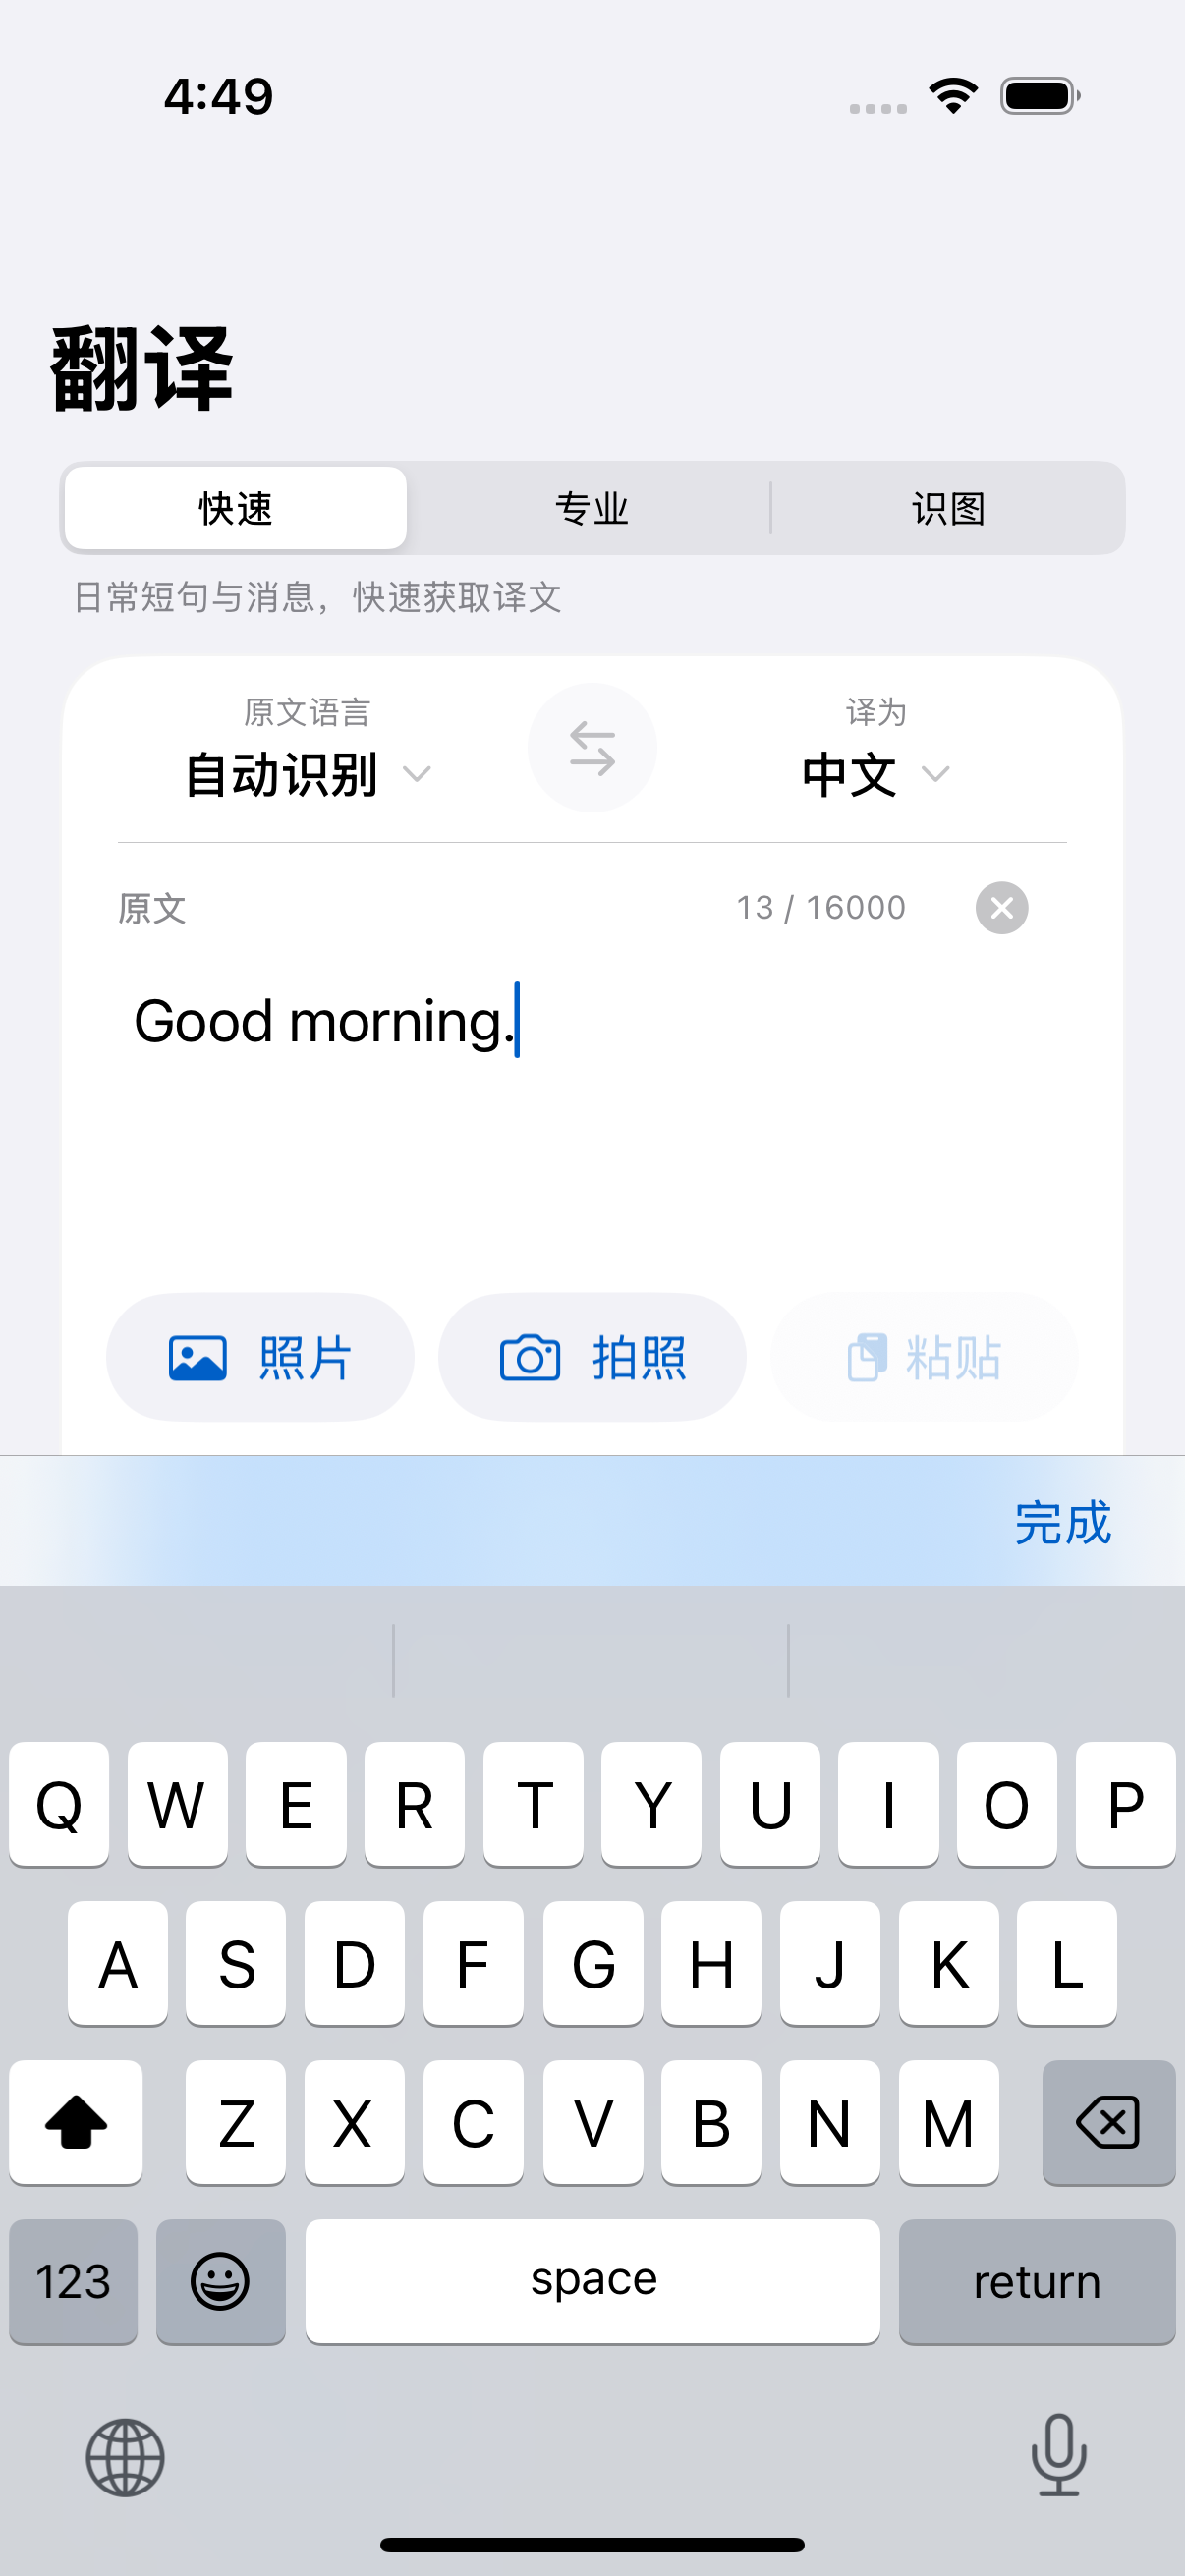 4:49
翻译
快速 专业 识图
日常短句与消息，快速获取译文
原文语言 译为
自动识别 中文
原文 13 / 16000
Good morning.
照片 拍照 粘贴
完成
Q W E R T Y U I O P
A S D F G H J K L
Z X C V B N M
123 space return